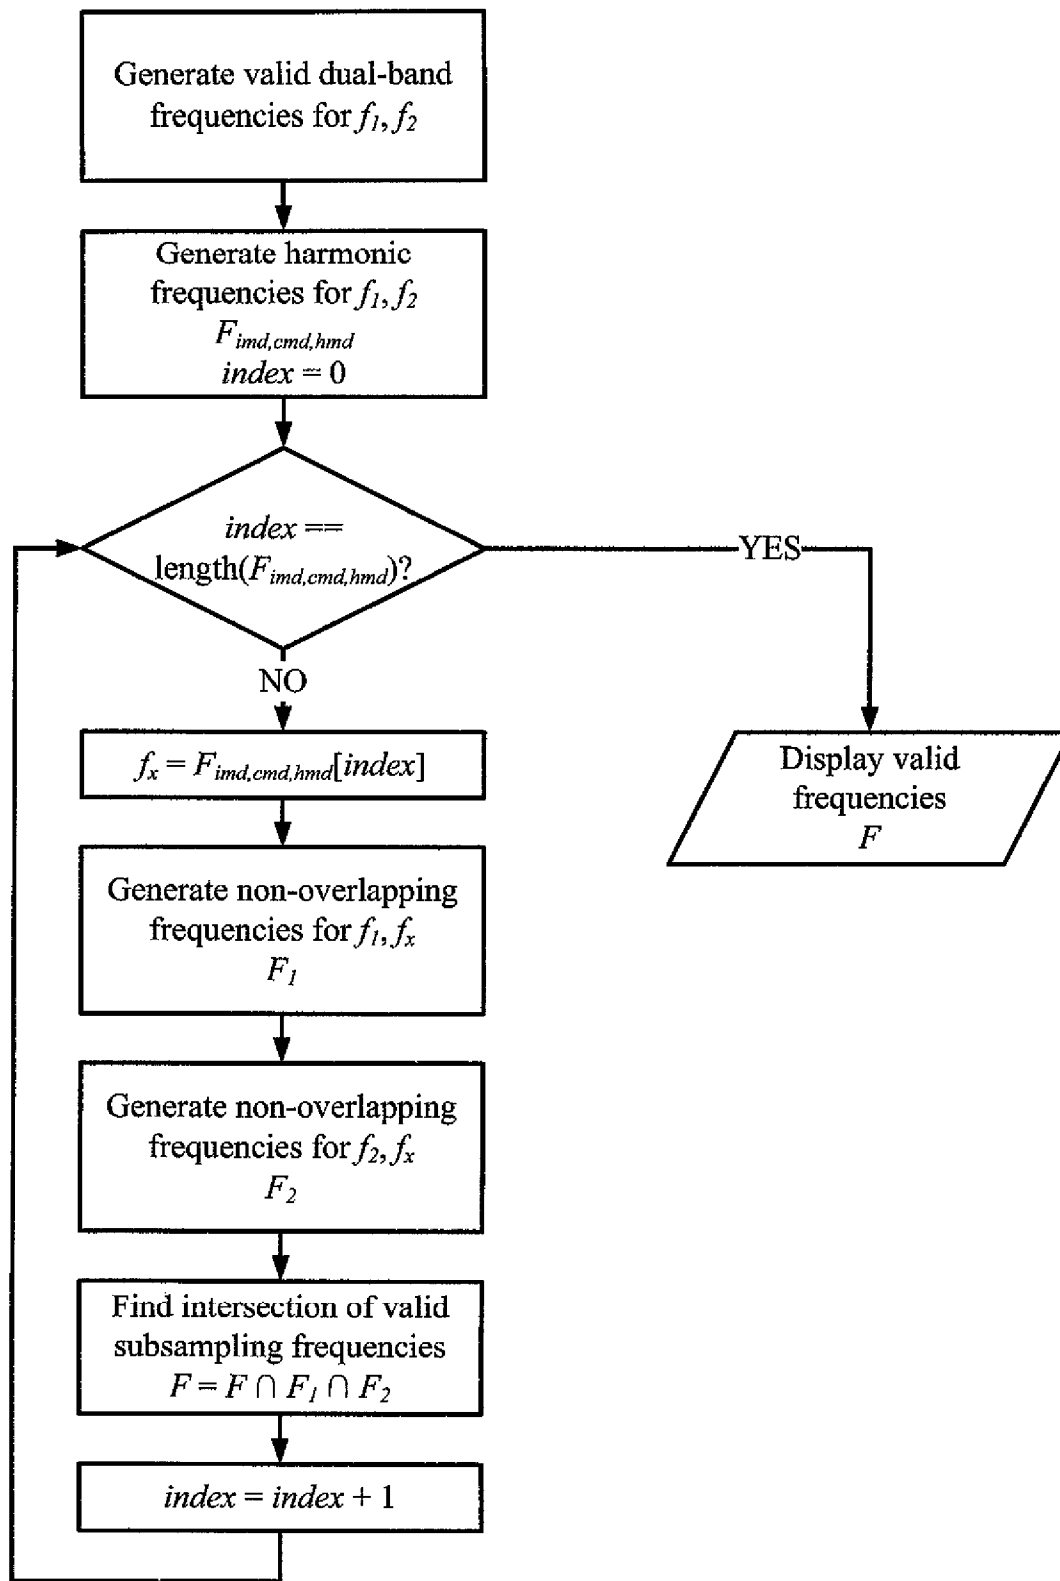 Generate valid dual-band
frequencies for f1, f2
Generate harmonic
frequencies for f1, f2
Fimd,cmd,hmd
index = 0
index ==
length(Fimd,cmd,hmd)?
YES
NO
fx = Fimd,cmd,hmd[index]
Display valid
frequencies
F
Generate non-overlapping
frequencies for f1, fx
F1
Generate non-overlapping
frequencies for f2, fx
F2
Find intersection of valid
subsampling frequencies
F = F ∩ F1 ∩ F2
index = index + 1